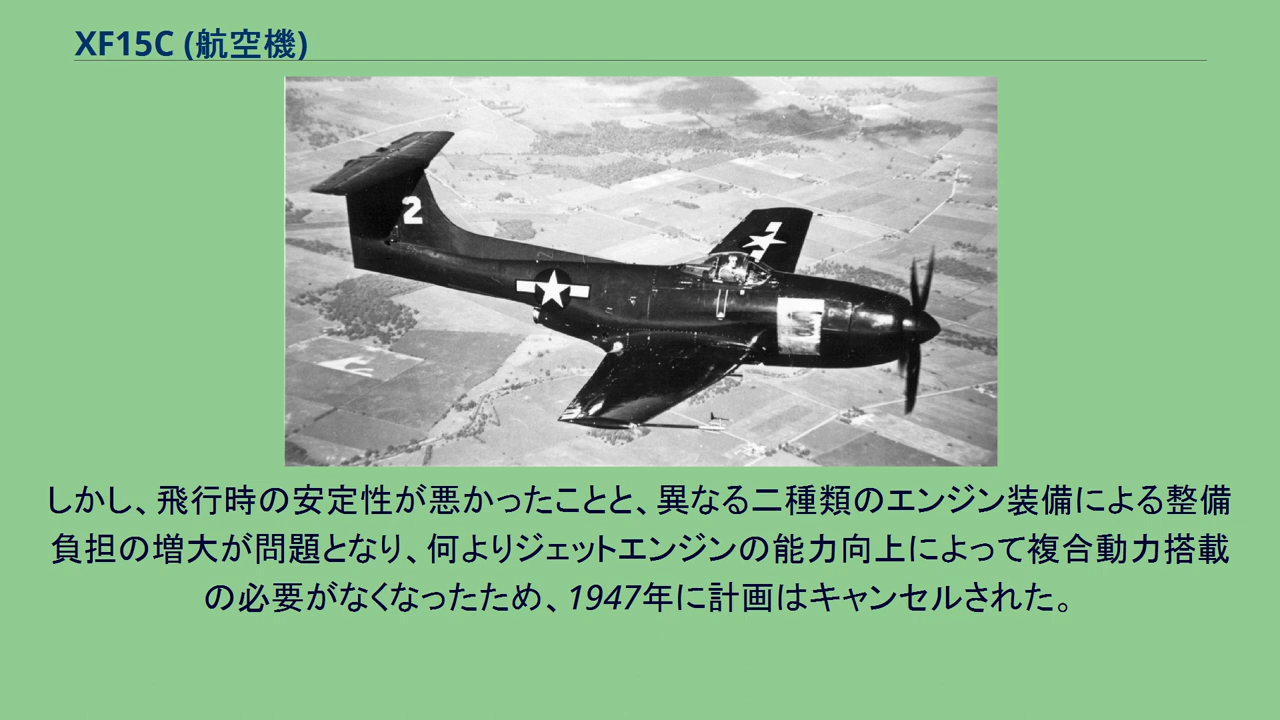 XF15C (航空機)
2
しかし、飛行時の安定性が悪かったことと、異なる二種類のエンジン装備による整備
負担の増大が問題となり、何よりジェットエンジンの能力向上によって複合動力搭載
の必要がなくなったため、1947年に計画はキャンセルされた。